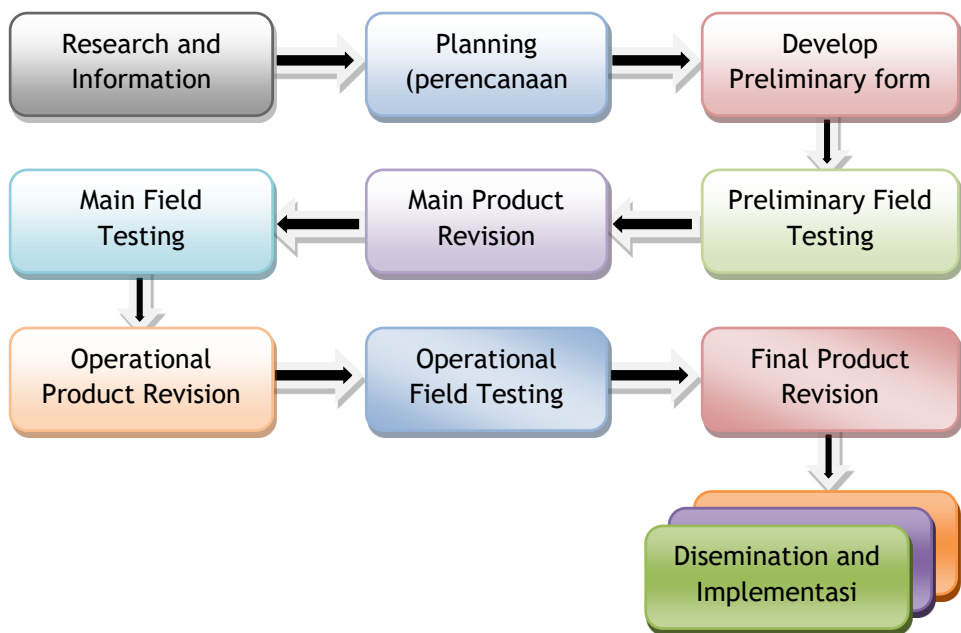 Research and
Information
Planning
(perencanaan
Develop
Preliminary form
Preliminary Field
Testing
Main Product
Revision
Main Field
Testing
Operational
Product Revision
Operational
Field Testing
Final Product
Revision
Disemination and
Implementasi